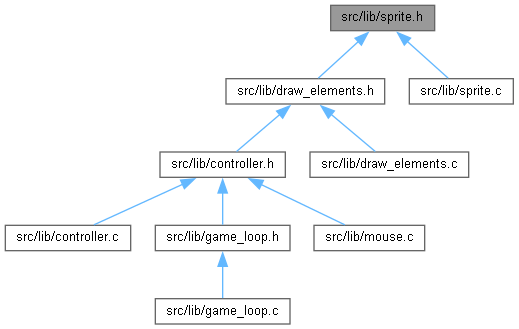 src/lib/sprite.h
src/lib/draw_elements.h
src/lib/sprite.c
src/lib/controller.h
src/lib/draw_elements.c
src/lib/controller.c
src/lib/game_loop.h
src/lib/mouse.c
src/lib/game_loop.c